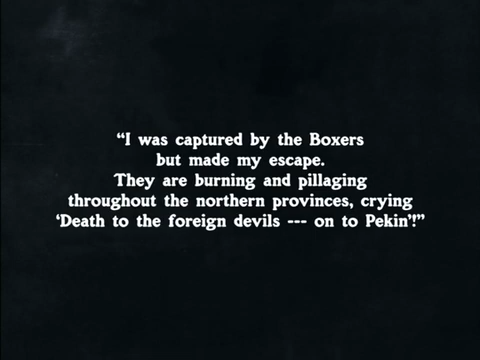 “I was captured by the Boxers
but made my escape.
They are burning and pillaging
throughout the northern provinces, crying
‘Death to the foreign devils --- on to Pekin’!”